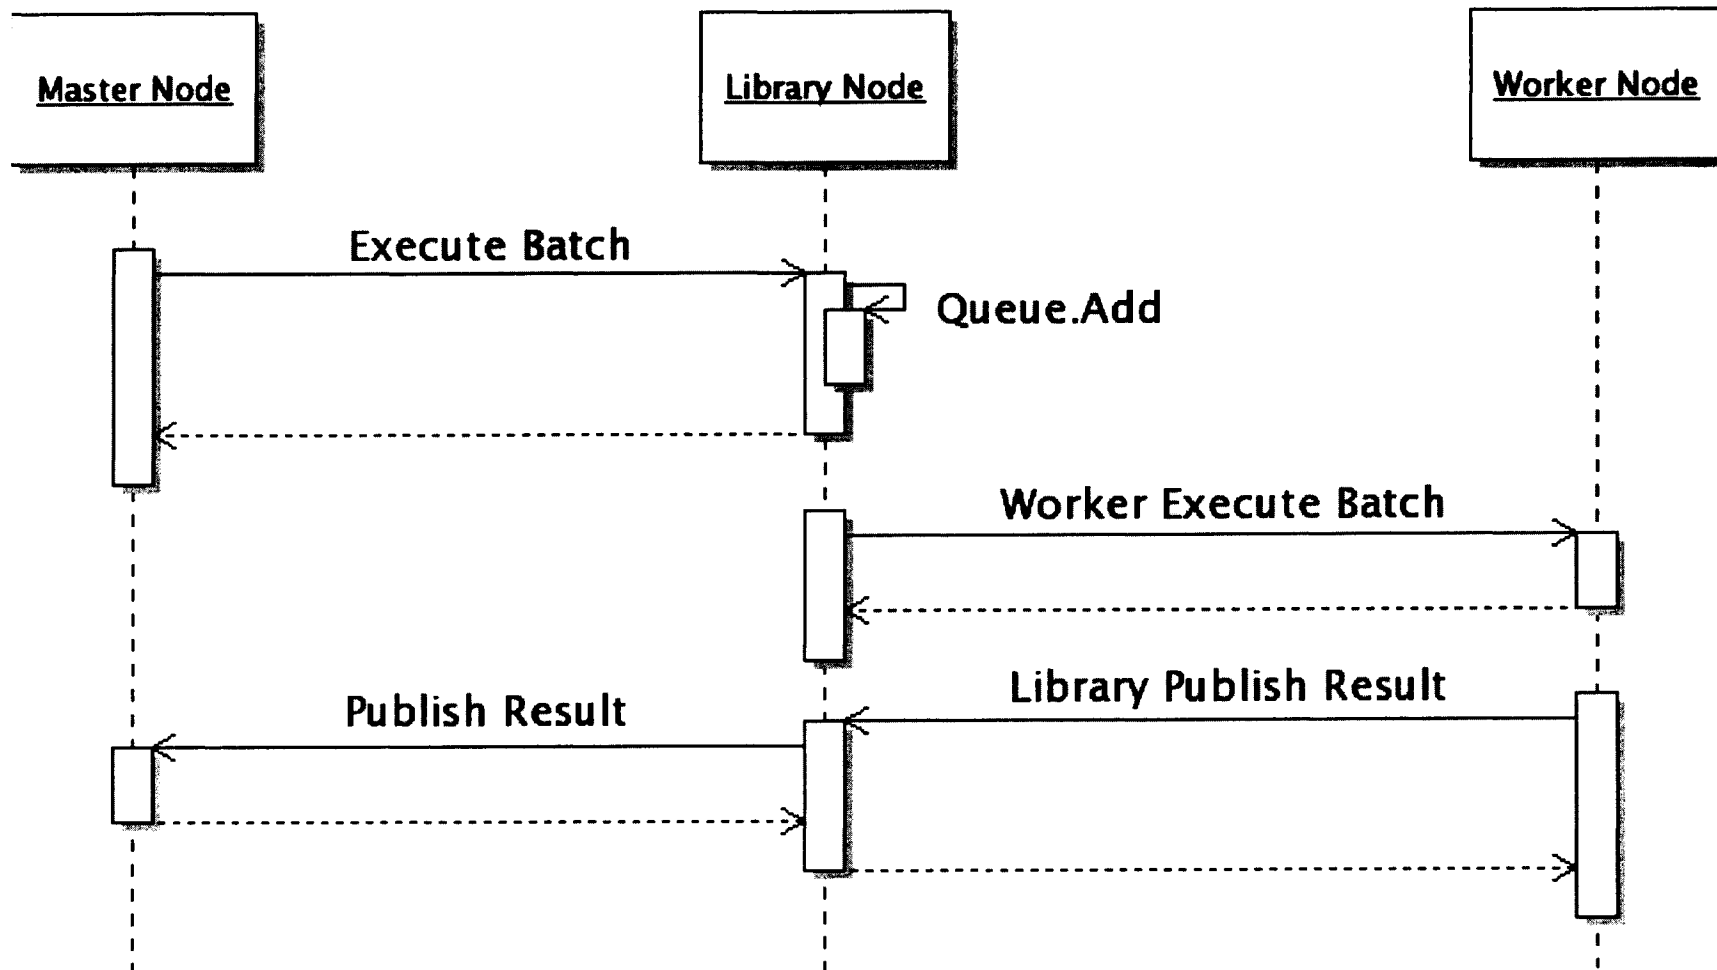 Master Node
Library Node
Worker Node
Execute Batch
Queue.Add
Worker Execute Batch
Library Publish Result
Publish Result